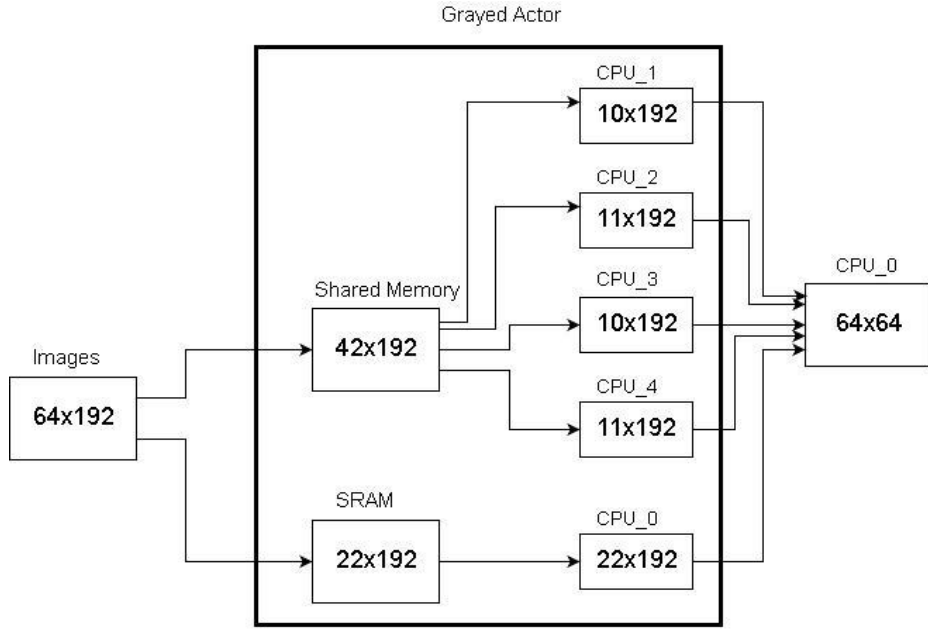 Grayed Actor
CPU_1
10x192
CPU_2
11x192
CPU_0
64x64
Shared Memory
42x192
CPU_3
10x192
Images
64x192
CPU_4
11x192
SRAM
22x192
CPU_0
22x192